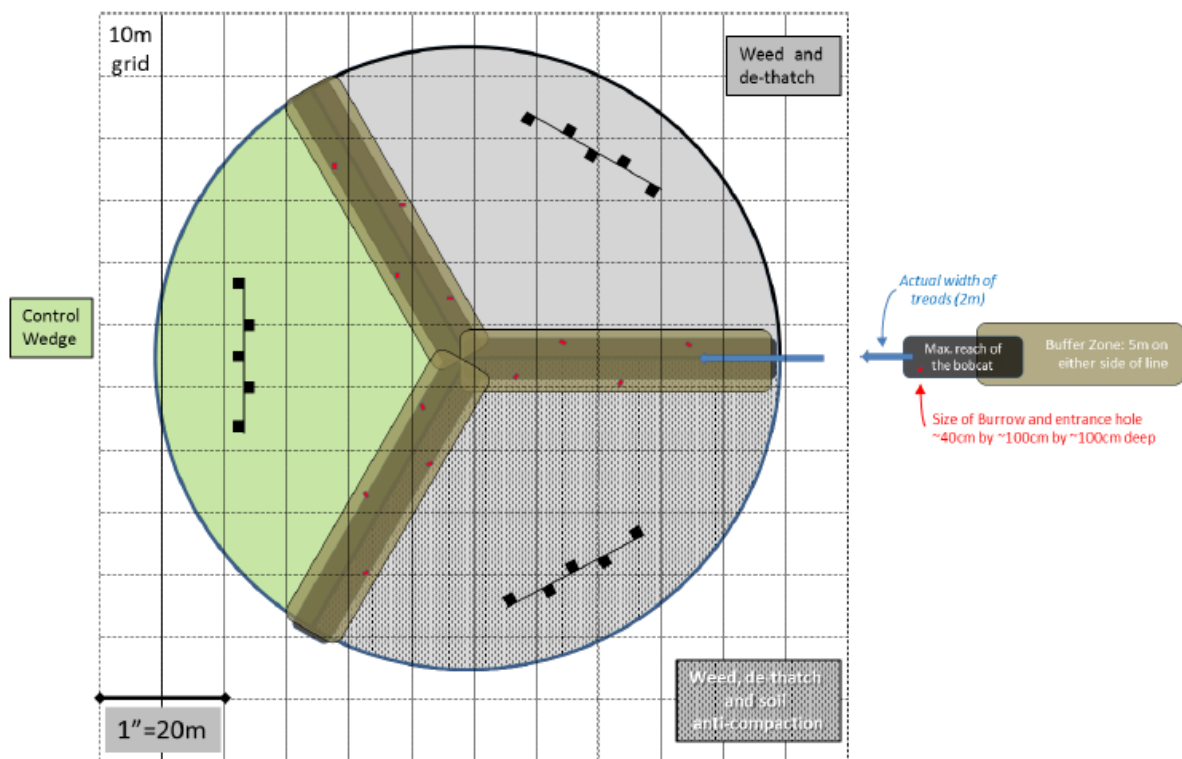 10m
grid
Weed and
de-thatch
Control
Wedge
Actual width of
treads (2m)
Max. reach of
the bobcat
Buffer Zone: 5m on
either side of line
Size of Burrow and entrance hole
~40cm by ~100cm by ~100cm deep
Weed, de-thatch
and soil
anti-compaction
1”=20m